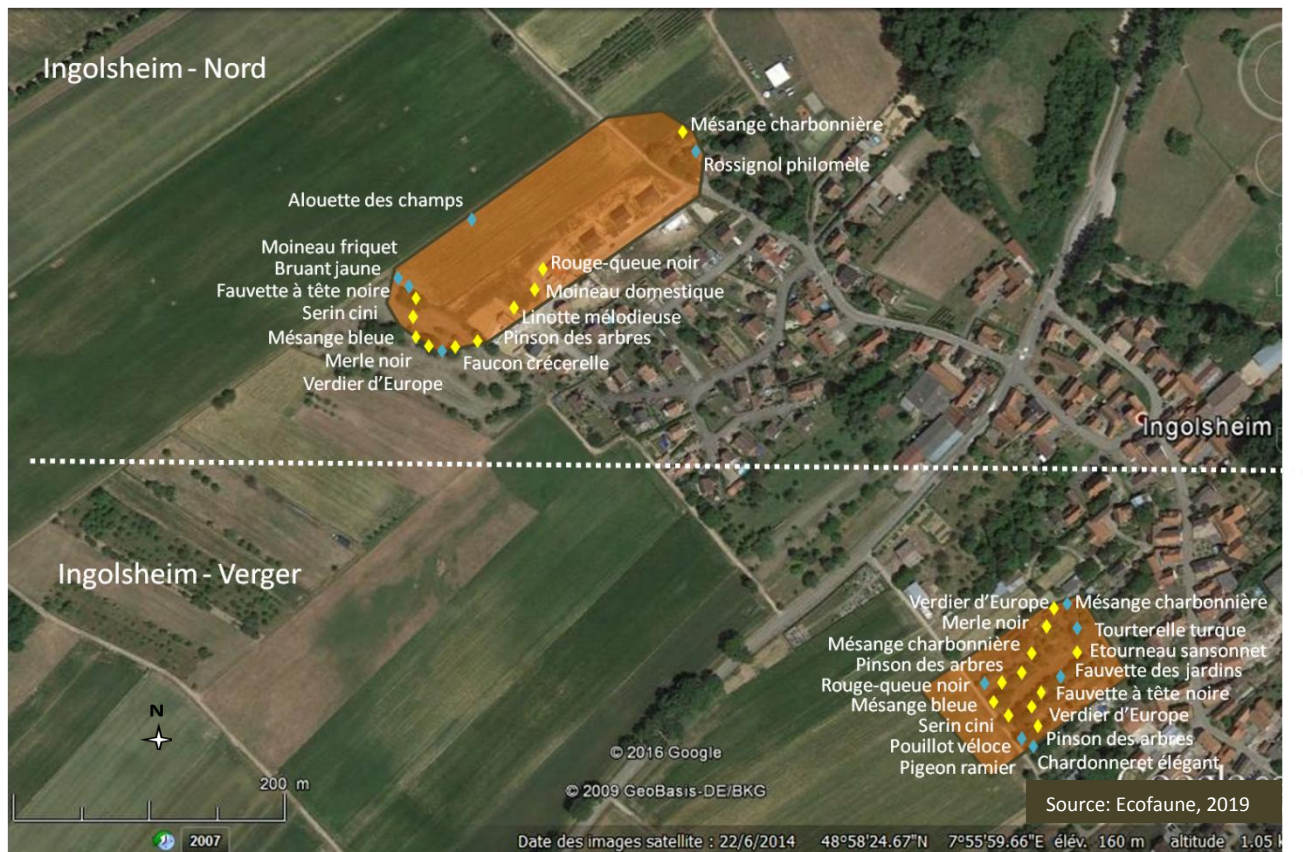 Ingolsheim - Nord
Mésange charbonnière
Rossignol philomèle
Alouette des champs
Moineau friquet
Bruant jaune
Fauvette à tête noire
Serin cini
Mésange bleue
Merle noir
Verdier d'Europe
Rouge-queue noir
Moineau domestique
Linotte mélodieuse
Pinson des arbres
Faucon crécerelle
Ingolsheim
Ingolsheim - Verger
Verdier d'Europe
Merle noir
Mésange charbonnière
Pinson des arbres
Rouge-queue noir
Mésange bleue
Serin cini
Pouillot véloce
Pigeon ramier
Mésange charbonnière
Tourterelle turque
Etourneau sansonnet
Fauvette des jardins
Fauvette à tête noire
Verdier d'Europe
Pinson des arbres
Chardonneret élégant
N
200 m
© 2016 Google
© 2009 GeoBasis-DE/BKG
Source: Ecofaune, 2019
2007
Date des images satellite : 22/6/2014 48°58'24.67"N 7°55'59.66"E élév. 160 m altitude 1.05